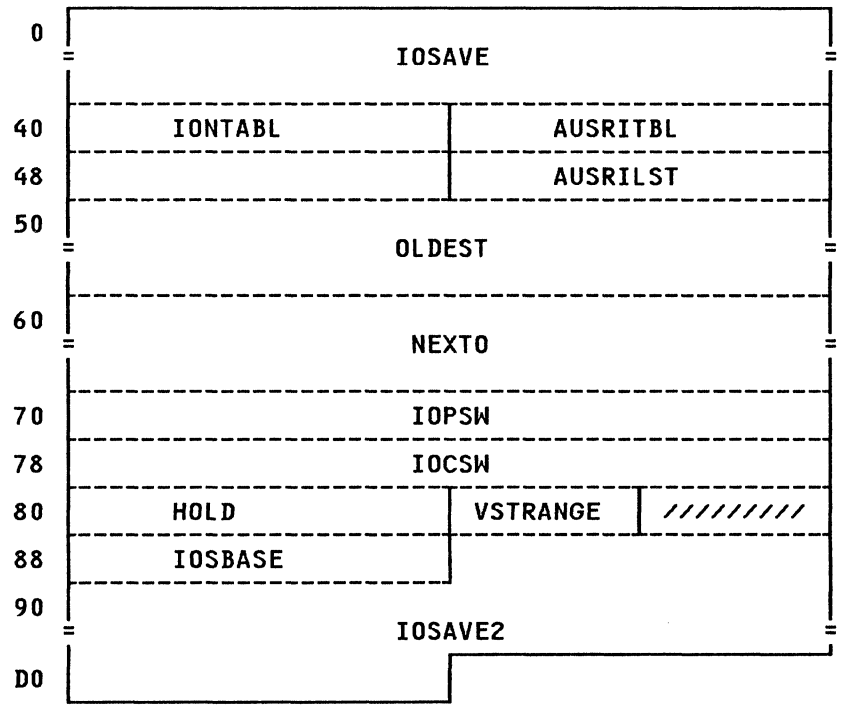 0
= IOSAVE =
40 IONTABL AUSRITBL
48 AUSRILST
50
= OLDEST =
60
= NEXTO =
70 IOPSW
78 IOCSW
80 HOLD VSTRANGE /////////
88 IOSBASE
90
= IOSAVE2 =
D0